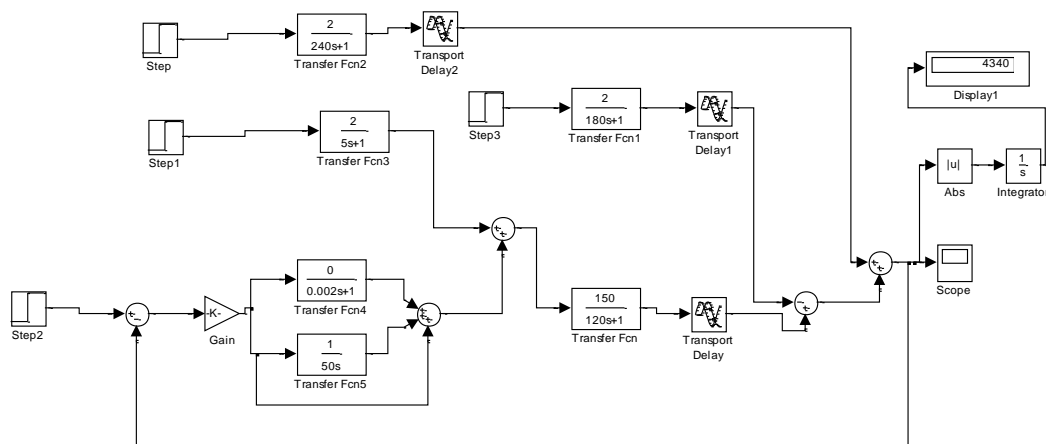 2
240s+1
Transfer Fcn2
Transport
Delay2
Step
4340
Display1
2
5s+1
Transfer Fcn3
Step1
Step3
2
180s+1
Transfer Fcn1
Transport
Delay1
|u|
Abs
1
s
Integrator
Scope
Step2
-K-
Gain
0
0.002s+1
Transfer Fcn4
1
50s
Transfer Fcn5
150
120s+1
Transfer Fcn
Transport
Delay